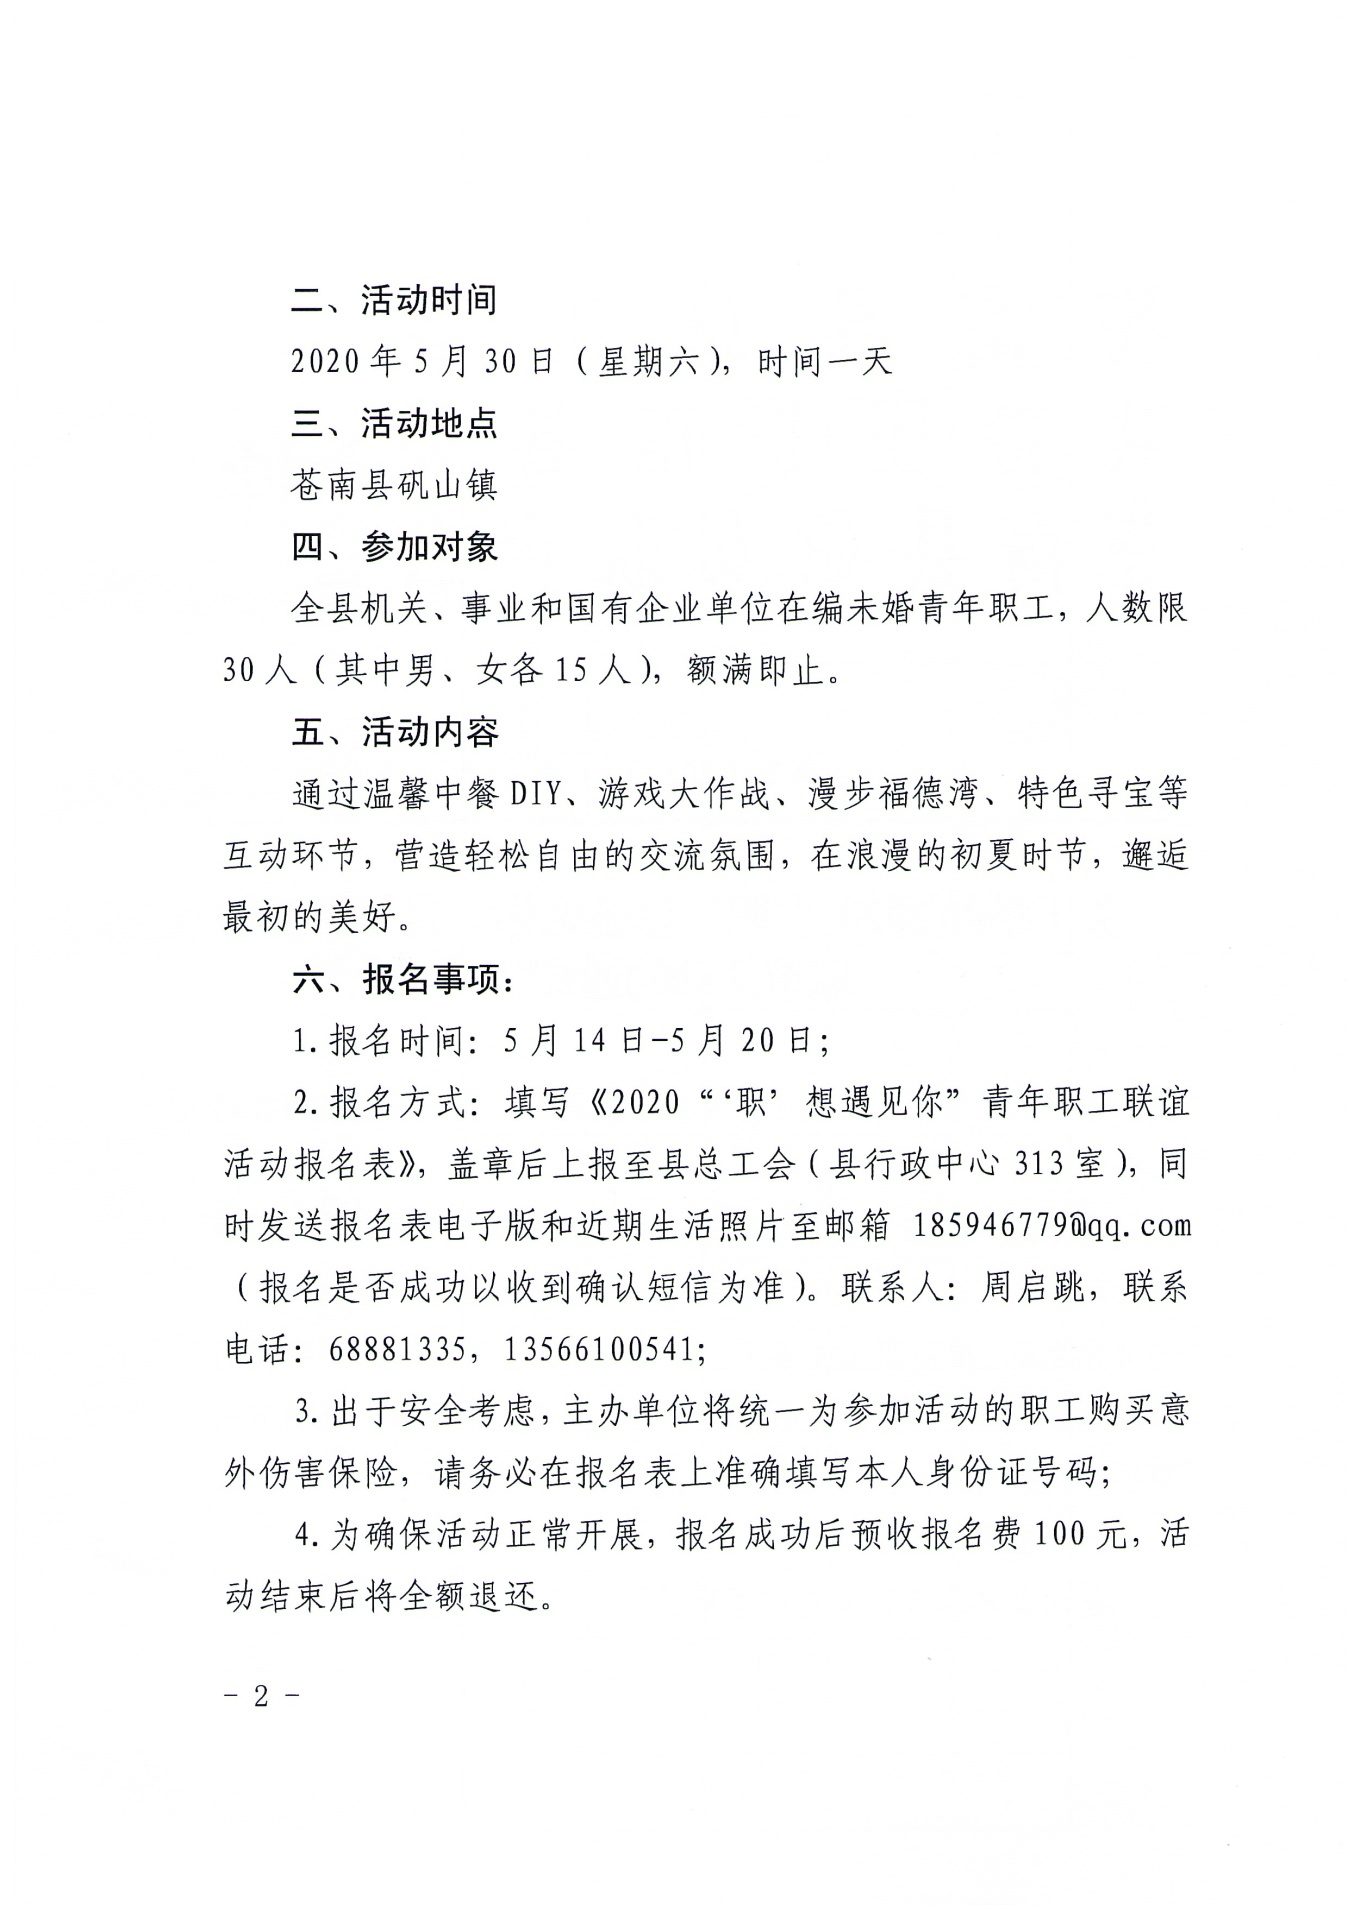 二、活动时间
2020年5月30日（星期六），时间一天
三、活动地点
苍南县矾山镇
四、参加对象
全县机关、事业和国有企业单位在编未婚青年职工，人数限
30人（其中男、女各15人），额满即止。
五、活动内容
通过温馨中餐DIY、游戏大作战、漫步福德湾、特色寻宝等
互动环节，营造轻松自由的交流氛围，在浪漫的初夏时节，邂逅
最初的美好。
六、报名事项：
1.报名时间：5月14日-5月20日；
2.报名方式：填写《2020“‘职’想遇见你”青年职工联谊
活动报名表》，盖章后上报至县总工会（县行政中心313室），同
时发送报名表电子版和近期生活照片至邮箱 185946779@qq.com
（报名是否成功以收到确认短信为准）。联系人：周启跳，联系
电话：68881335，13566100541；
3.出于安全考虑，主办单位将统一为参加活动的职工购买意
外伤害保险，请务必在报名表上准确填写本人身份证号码；
4.为确保活动正常开展，报名成功后预收报名费100元，活
动结束后将全额退还。
- 2 -